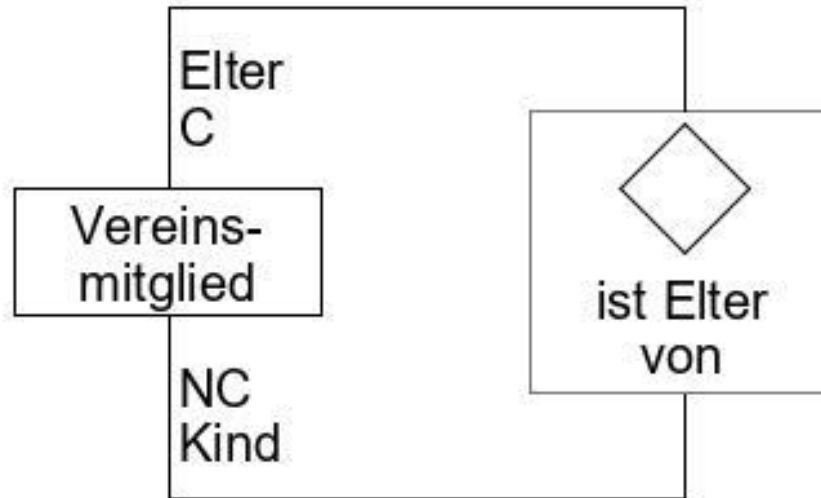 Elter
C
Vereins-
mitglied
ist Elter
von
NC
Kind